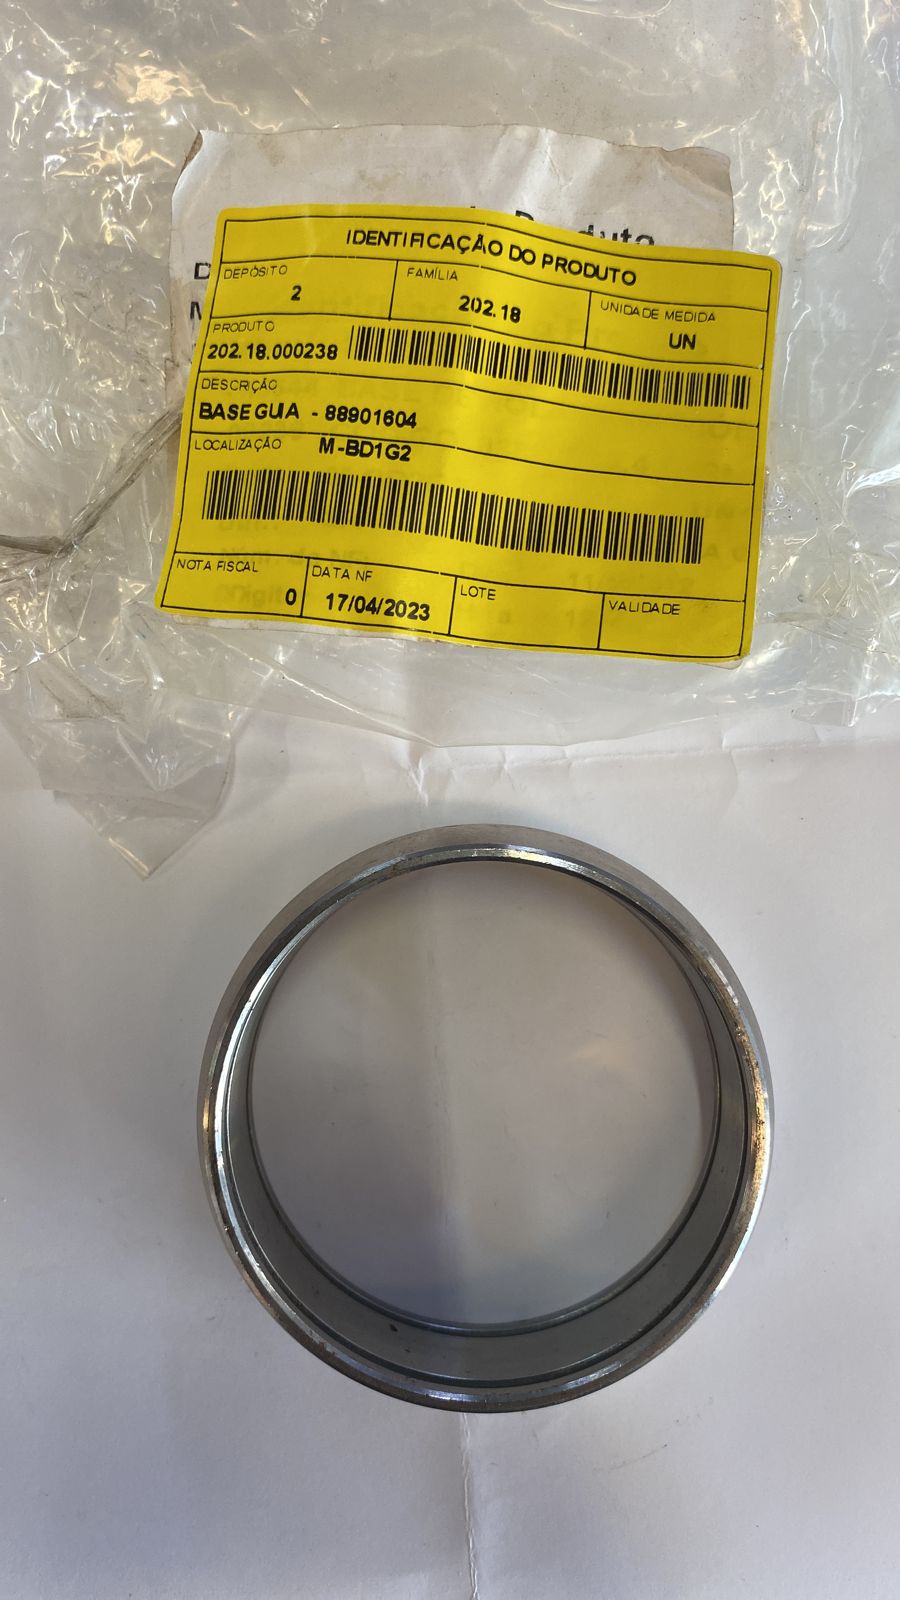 IDENTIFICAÇÃO DO PRODUTO
DEPÓSITO FAMÍLIA UNIDADE MEDIDA
2 202.18 UN
PRODUTO
202.18.000238
DESCRIÇÃO
BASE GUIA - 88901604
LOCALIZAÇÃO M-BD1G2
NOTA FISCAL DATA NF LOTE VALIDADE
0 17/04/2023